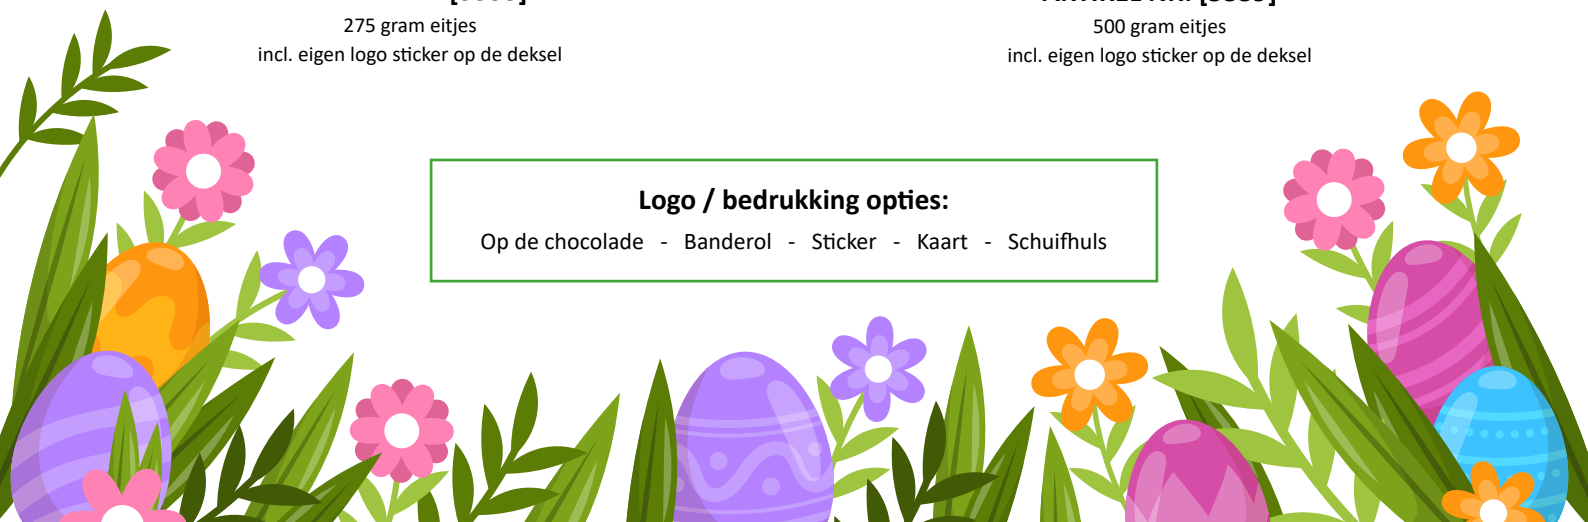 275 gram eitjes
incl. eigen logo sticker op de deksel
500 gram eitjes
incl. eigen logo sticker op de deksel
Logo / bedrukking opties:
Op de chocolade - Banderol - Sticker - Kaart - Schuifhuls